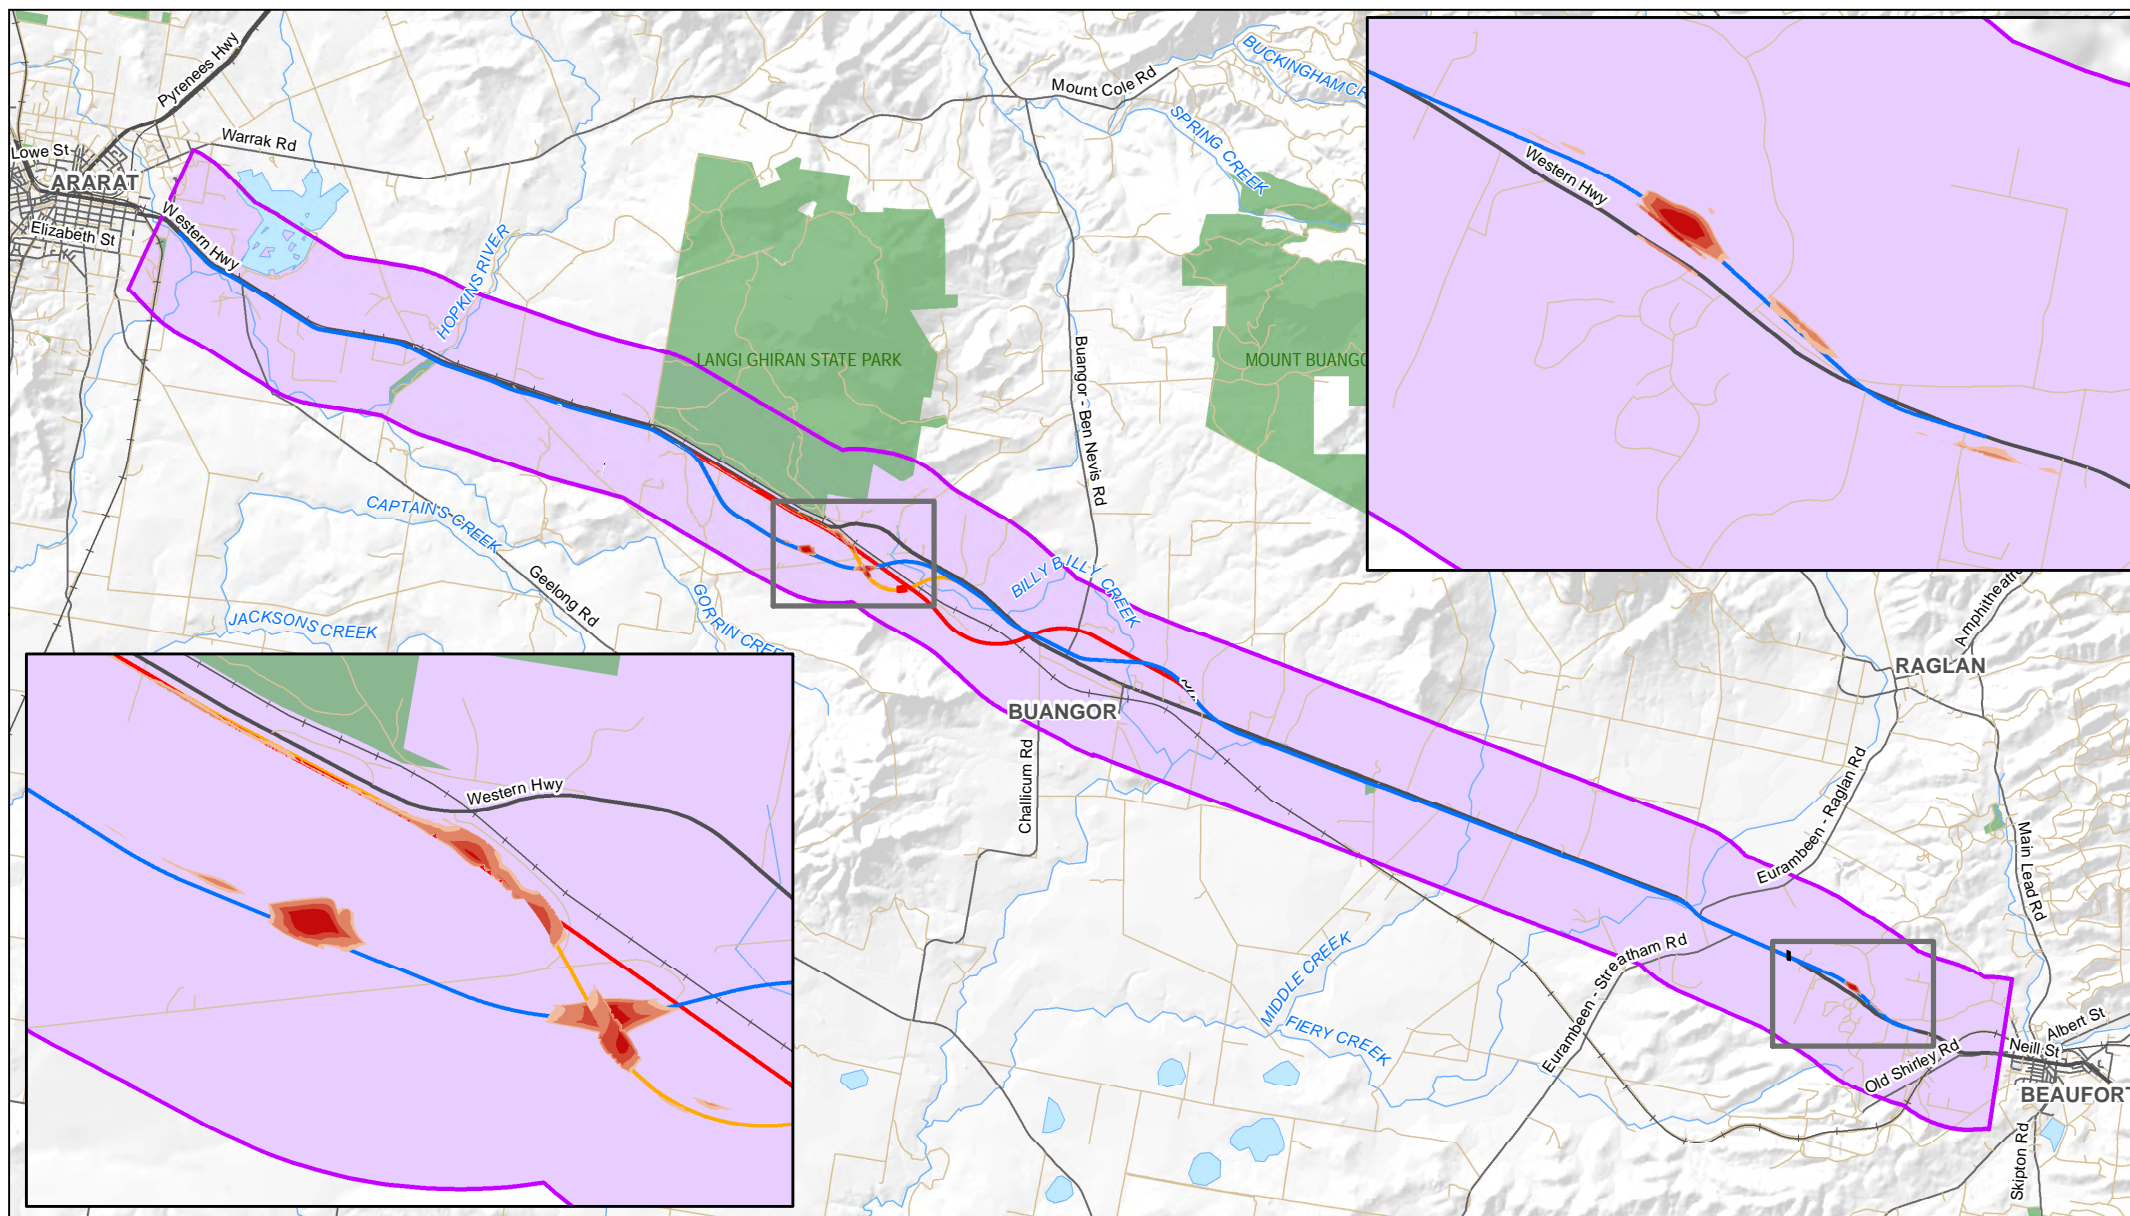 Pyrenees Hwy
Mount Cole Rd
BUCKINGHAMCR
SPRING CREEK
Warrak Rd
Lowe St
ARARAT
Elizabeth St
Western Hwy
Western Hwy
HOPKINS RIVER
LANGI GHIRAN STATE PARK
MOUNT BUANGO
Buangor - Ben Nevis Rd
CAPTAINS CREEK
Geelong Rd
GORRIN CREE
JACKSONS CREEK
BILLY BILLY CREEK
Amphitheatre
RAGLAN
BUANGOR
Challicum Rd
Western Hwy
Eurambeen - Raglan Rd
Main Lead Rd
Eurambeen - Streatham Rd
MIDDLE CREEK
FIERY CREEK
Old Shirley Rd
Albert St
Neill St
BEAUFORT
Skipton Rd